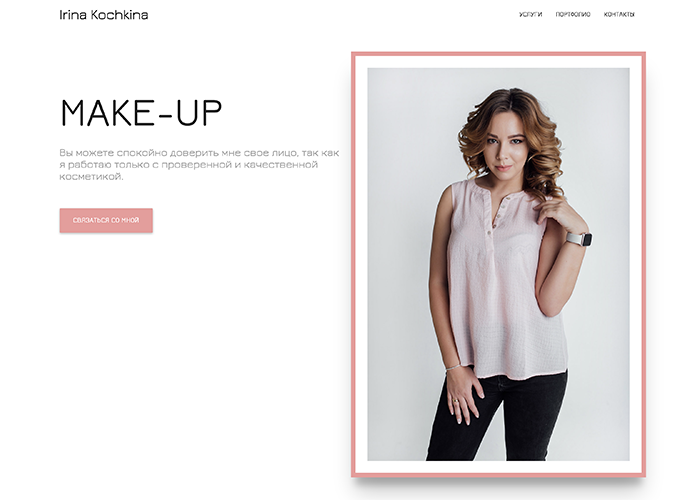 Irina Kochkina
УСЛУГИ ПОРТФОЛИО КОНТАКТЫ
MAKE-UP
Вы можете спокойно доверить мне свое лицо, так как
я работаю только с проверенной и качественной
косметикой.
СВЯЗАТЬСЯ СО МНОЙ